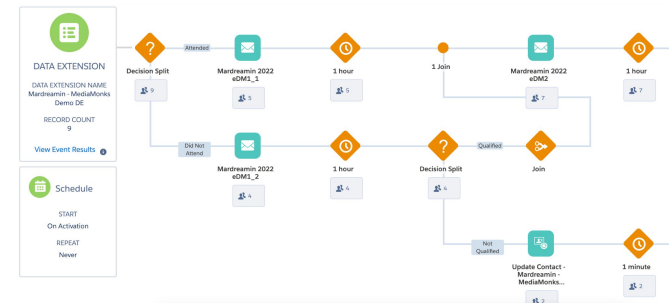 DATA EXTENSION
DATA EXTENSION NAME
Mardreamin - MediaMonks
Demo DE
RECORD COUNT
9
View Event Results
Schedule
START
On Activation
REPEAT
Never
Decision Split
9
Attended
Mardreamin 2022
eDM1_1
1 hour
5
1 Join
Mardreamin 2022
eDM2
7
1 hour
7
Did Not
Attend
Mardreamin 2022
eDM1_2
4
1 hour
4
Decision Split
4
Qualified
Join
Not
Qualified
Update Contact -
Mardreamin -
MediaMonks...
2
1 minute
2